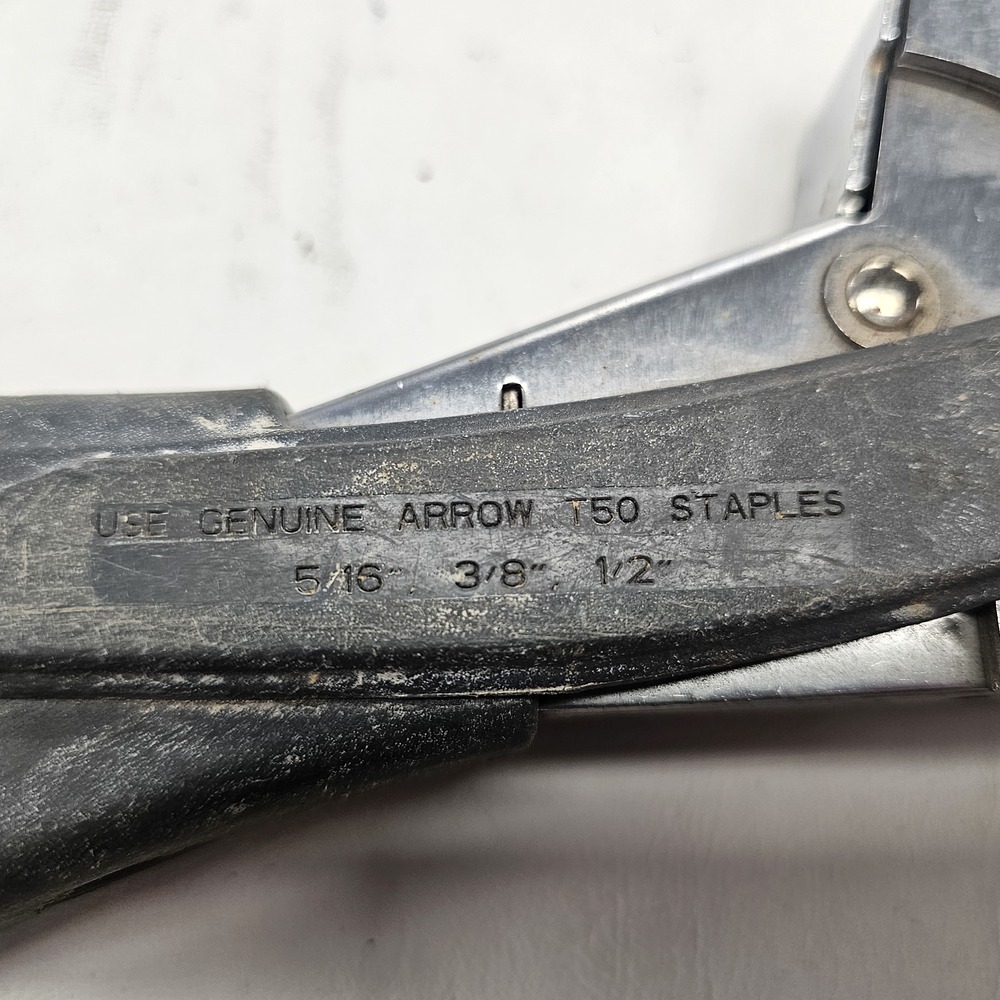 USE GENUINE ARROW T50 STAPLES
5/16", 3/8", 1/2"